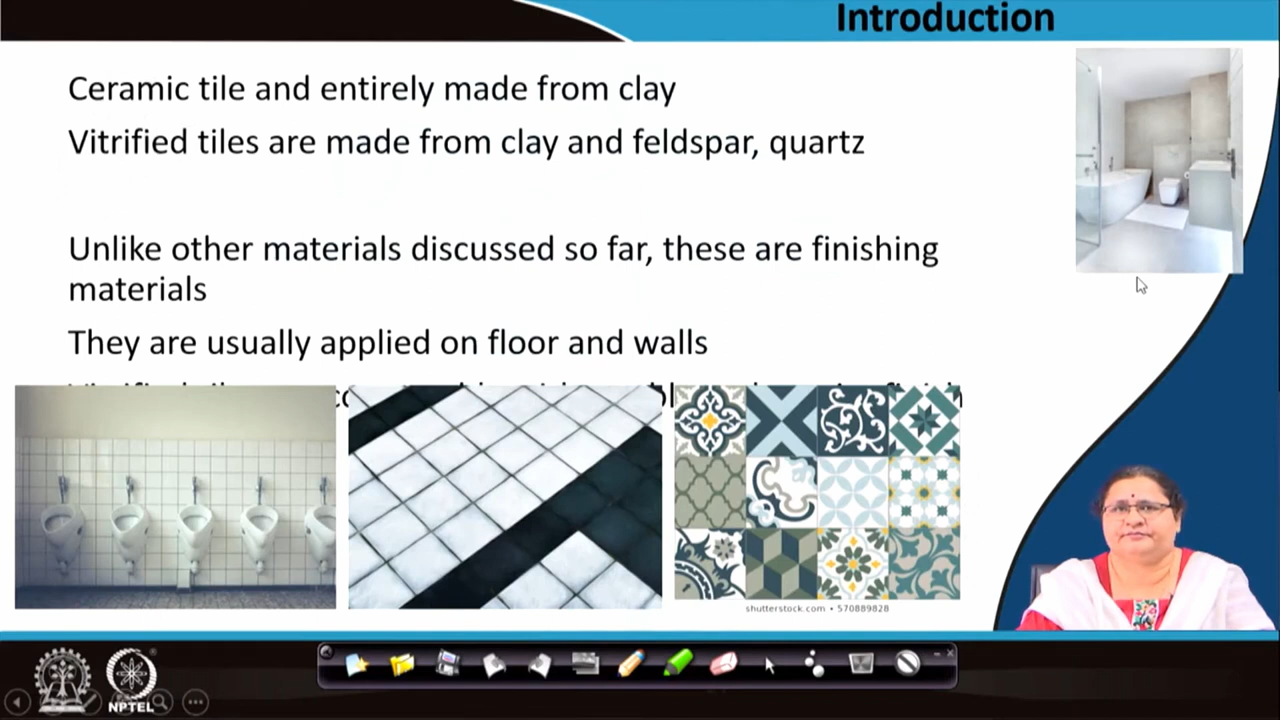 Introduction
Ceramic tile and entirely made from clay
Vitrified tiles are made from clay and feldspar, quartz
Unlike other materials discussed so far, these are finishing
materials
They are usually applied on floor and walls
shutterstock.com • 570889828
NPTEL